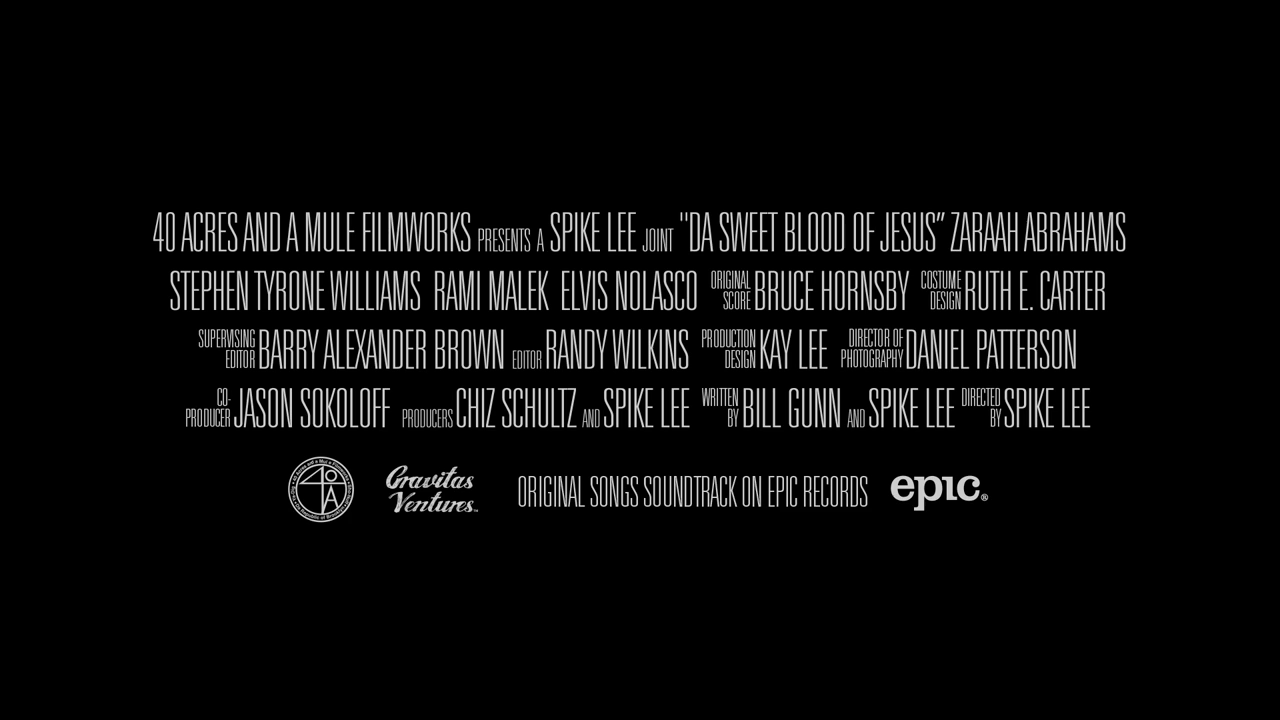 40 ACRES AND A MULE FILMWORKS PRESENTS A SPIKE LEE JOINT "DA SWEET BLOOD OF JESUS" ZARAAH ABRAHAMS
STEPHEN TYRONE WILLIAMS RAMI MALEK ELVIS NOLASCO ORIGINAL SCORE BRUCE HORNSBY COSTUME DESIGN RUTH E. CARTER
SUPERVISING EDITOR BARRY ALEXANDER BROWN EDITOR RANDY WILKINS PRODUCTION DESIGN KAY LEE DIRECTOR OF PHOTOGRAPHY DANIEL PATTERSON
CO-PRODUCER JASON SOKOLOFF PRODUCERS CHIZ SCHULTZ AND SPIKE LEE WRITTEN BY BILL GUNN AND SPIKE LEE DIRECTED BY SPIKE LEE
40A Gravitas Ventures™ ORIGINAL SONGS SOUNDTRACK ON EPIC RECORDS epic®